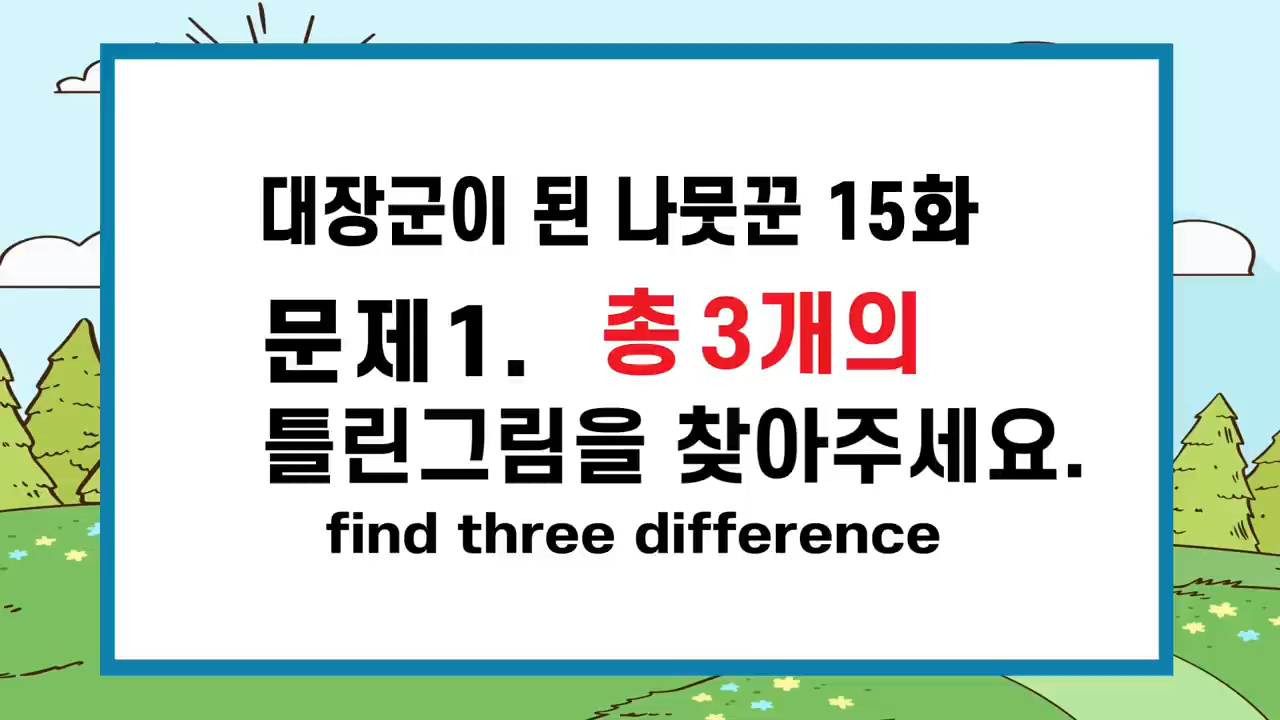 대장군이 된 나뭇꾼 15화
문제1. 총 3개의
틀린그림을 찾아주세요.
find three difference